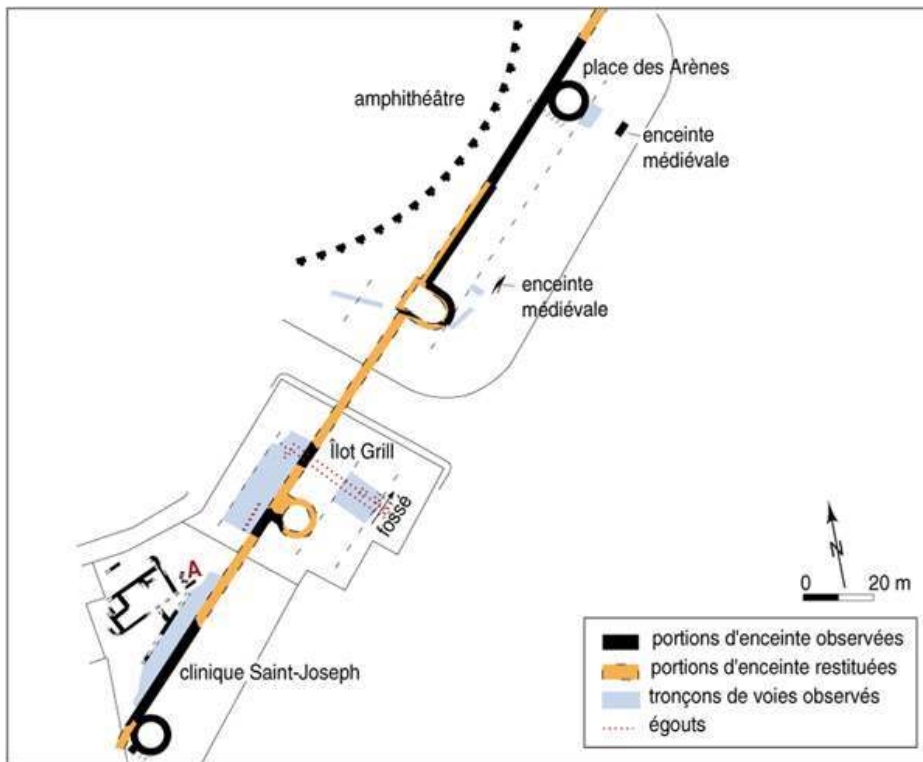 place des Arènes
amphithéâtre
enceinte
médiévale
enceinte
médiévale
Îlot Grill
fossé
A
N
0 20 m
clinique Saint-Joseph
portions d'enceinte observées
portions d'enceinte restituées
tronçons de voies observés
égouts